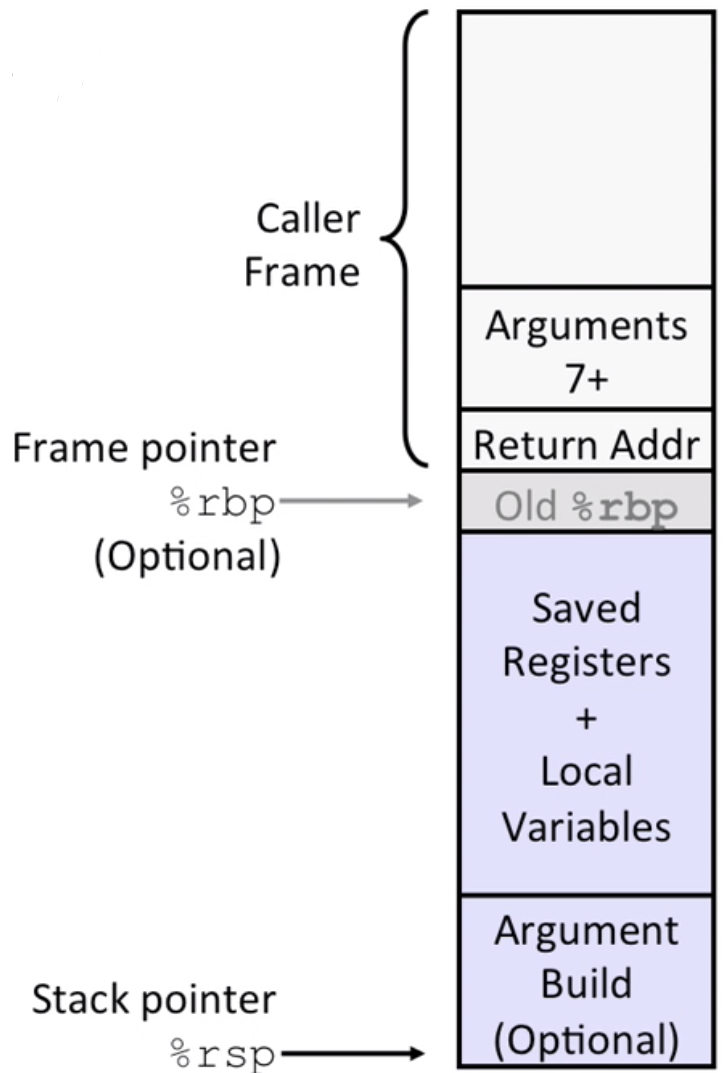 Caller
Frame
Arguments
7+
Return Addr
Frame pointer
%rbp
(Optional)
Old %rbp
Saved
Registers
+
Local
Variables
Argument
Build
(Optional)
Stack pointer
%rsp